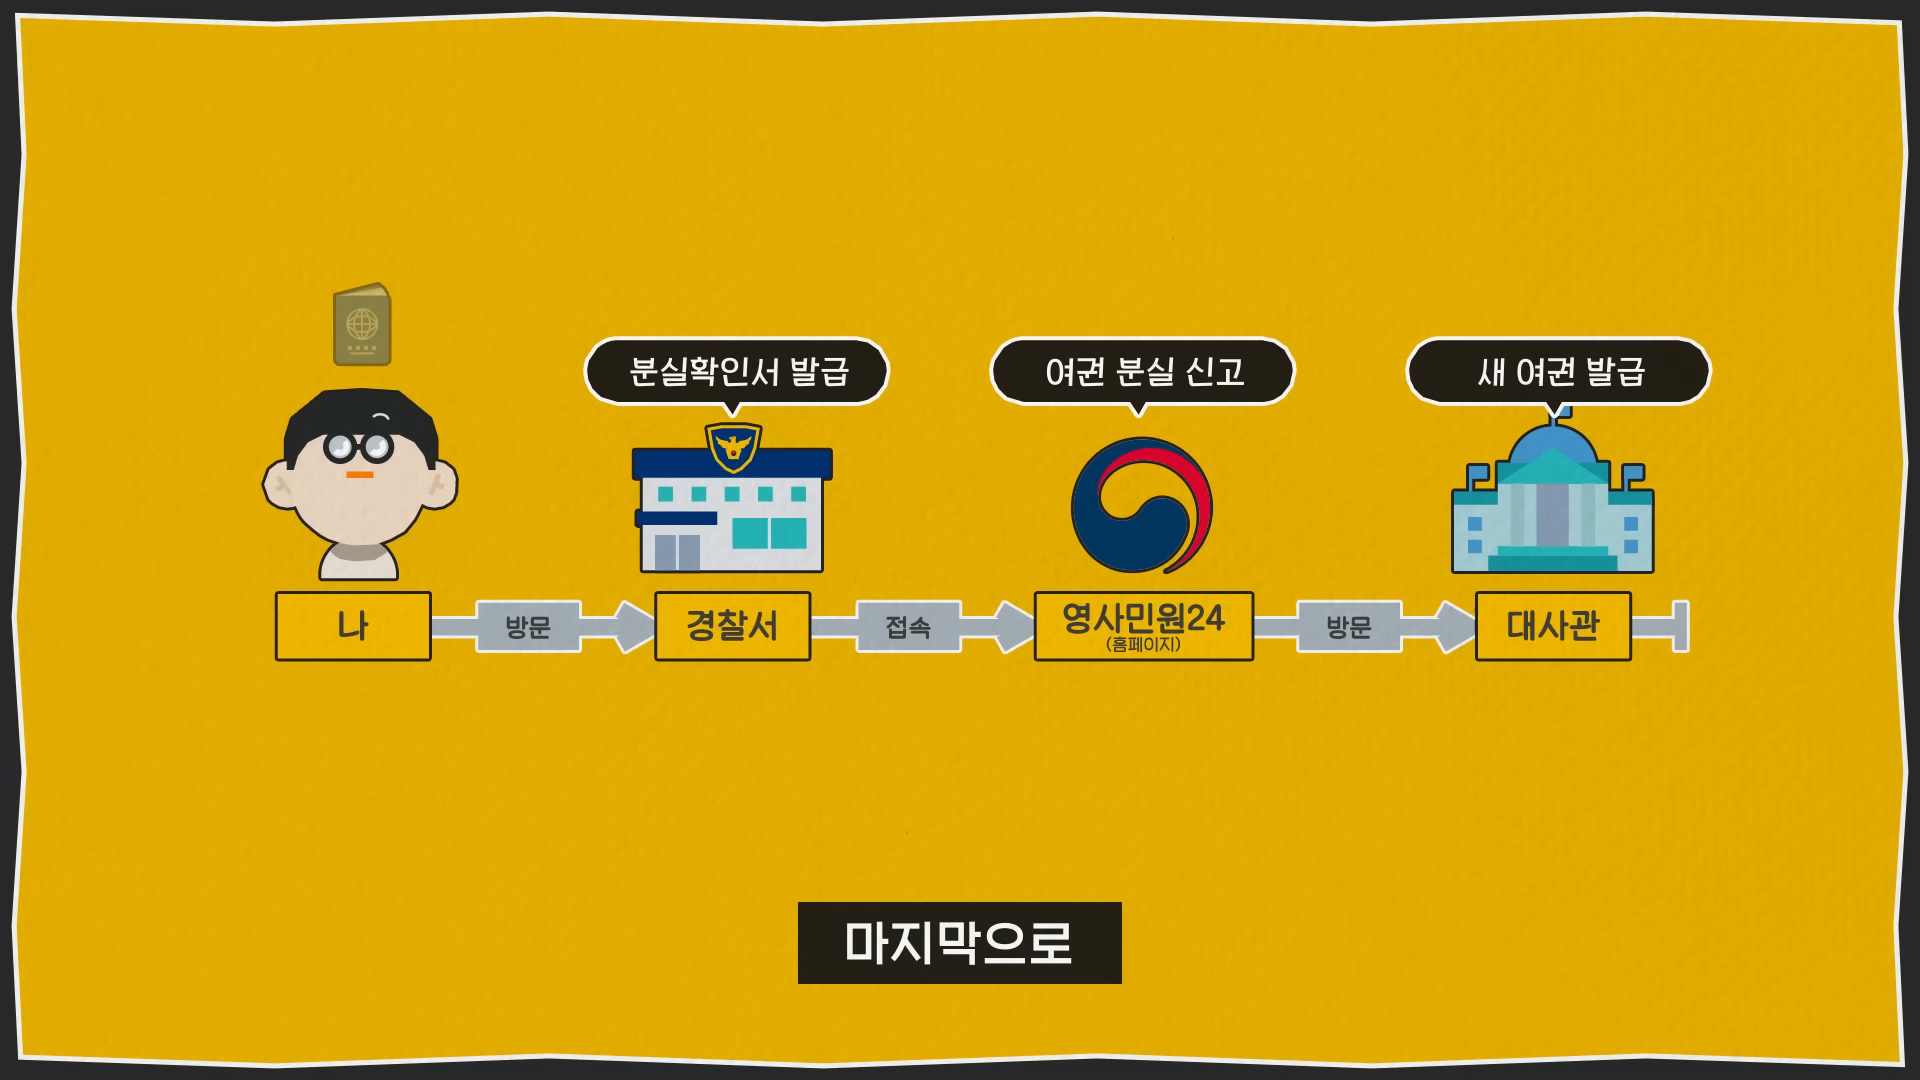 분실확인서 발급
여권 분실 신고
새 여권 발급
나
방문
경찰서
접속
영사민원24
(홈페이지)
방문
대사관
마지막으로